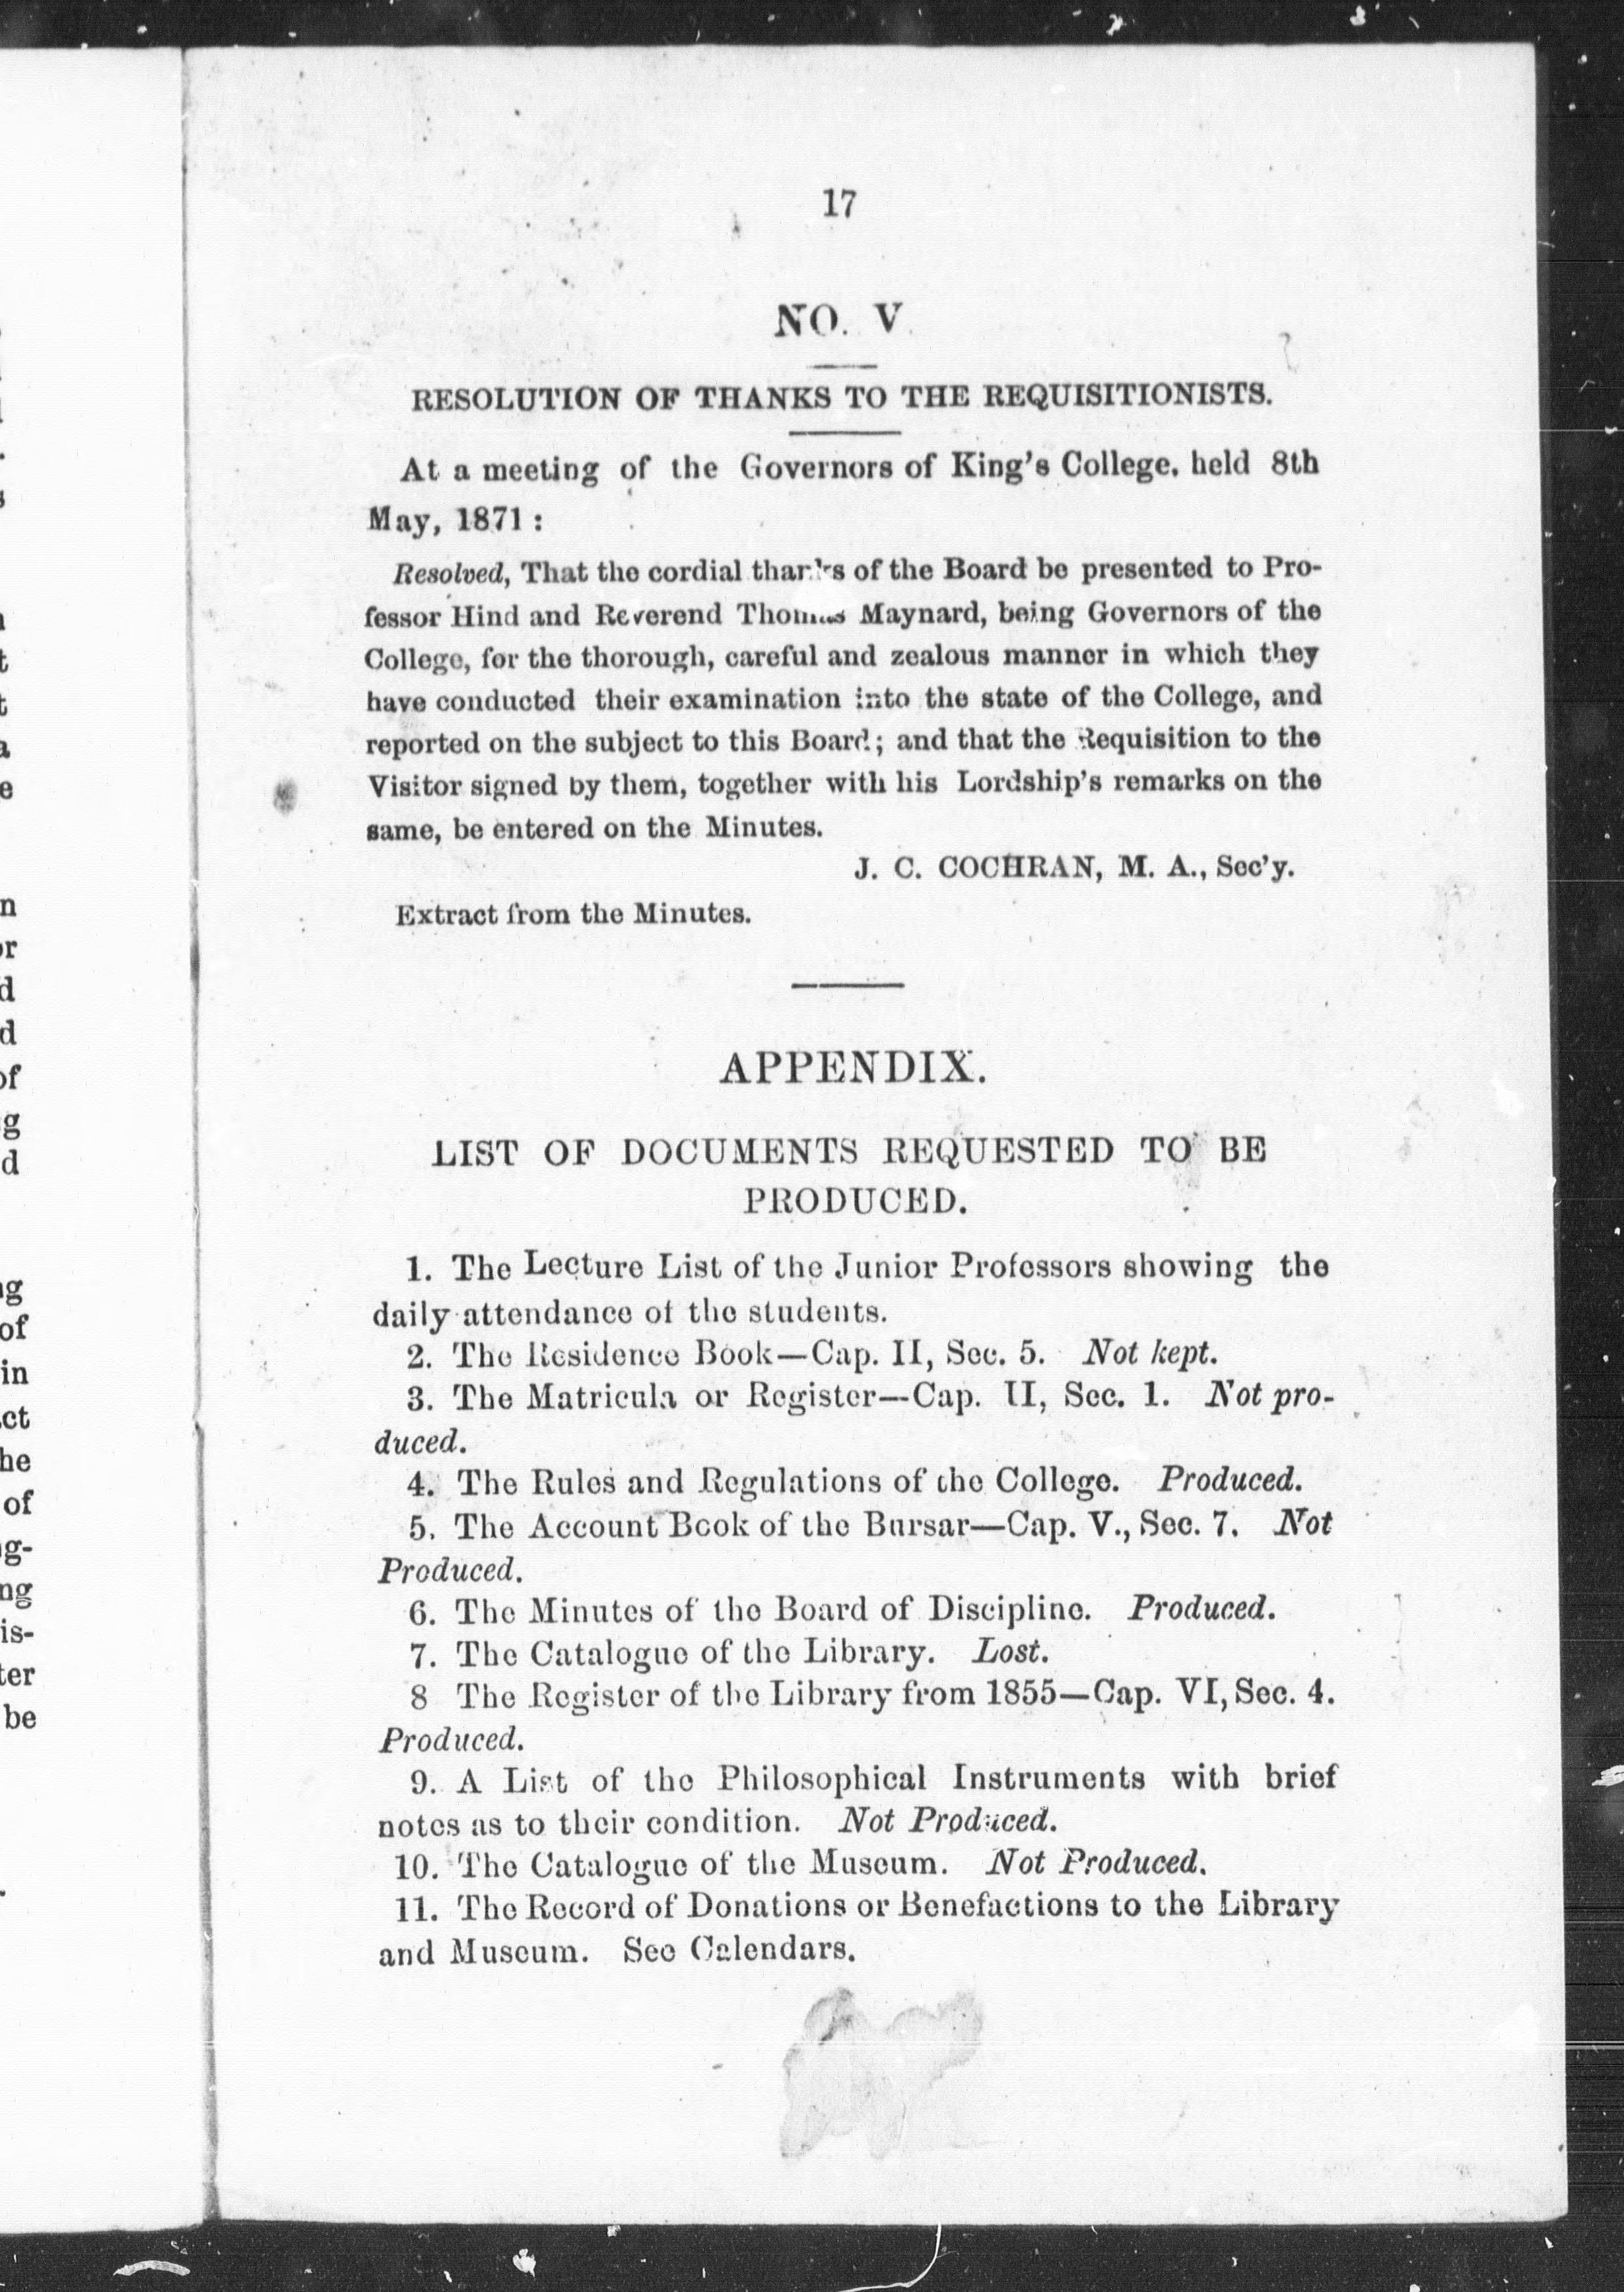 17
NO. V.
RESOLUTION OF THANKS TO THE REQUISITIONISTS.
At a meeting of the Governors of King's College, held 8th
May, 1871 :
Resolved, That the cordial thanks of the Board be presented to Pro-
fessor Hind and Reverend Thomas Maynard, being Governors of the
College, for the thorough, careful and zealous manner in which they
have conducted their examination into the state of the College, and
reported on the subject to this Board; and that the Requisition to the
Visitor signed by them, together with his Lordship's remarks on the
same, be entered on the Minutes.
J. C. COCHRAN, M. A., Sec'y.
Extract from the Minutes.
APPENDIX.
LIST OF DOCUMENTS REQUESTED TO BE
PRODUCED.
1. The Lecture List of the Junior Professors showing the
daily attendance of the students.
2. The Residence Book—Cap. II, Sec. 5. Not kept.
3. The Matricula or Register—Cap. II, Sec. 1. Not pro-
duced.
4. The Rules and Regulations of the College. Produced.
5. The Account Book of the Bursar—Cap. V., Sec. 7. Not
Produced.
6. The Minutes of the Board of Discipline. Produced.
7. The Catalogue of the Library. Lost.
8 The Register of the Library from 1855—Cap. VI, Sec. 4.
Produced.
9. A List of the Philosophical Instruments with brief
notes as to their condition. Not Produced.
10. The Catalogue of the Museum. Not Produced.
11. The Record of Donations or Benefactions to the Library
and Museum. See Calendars.